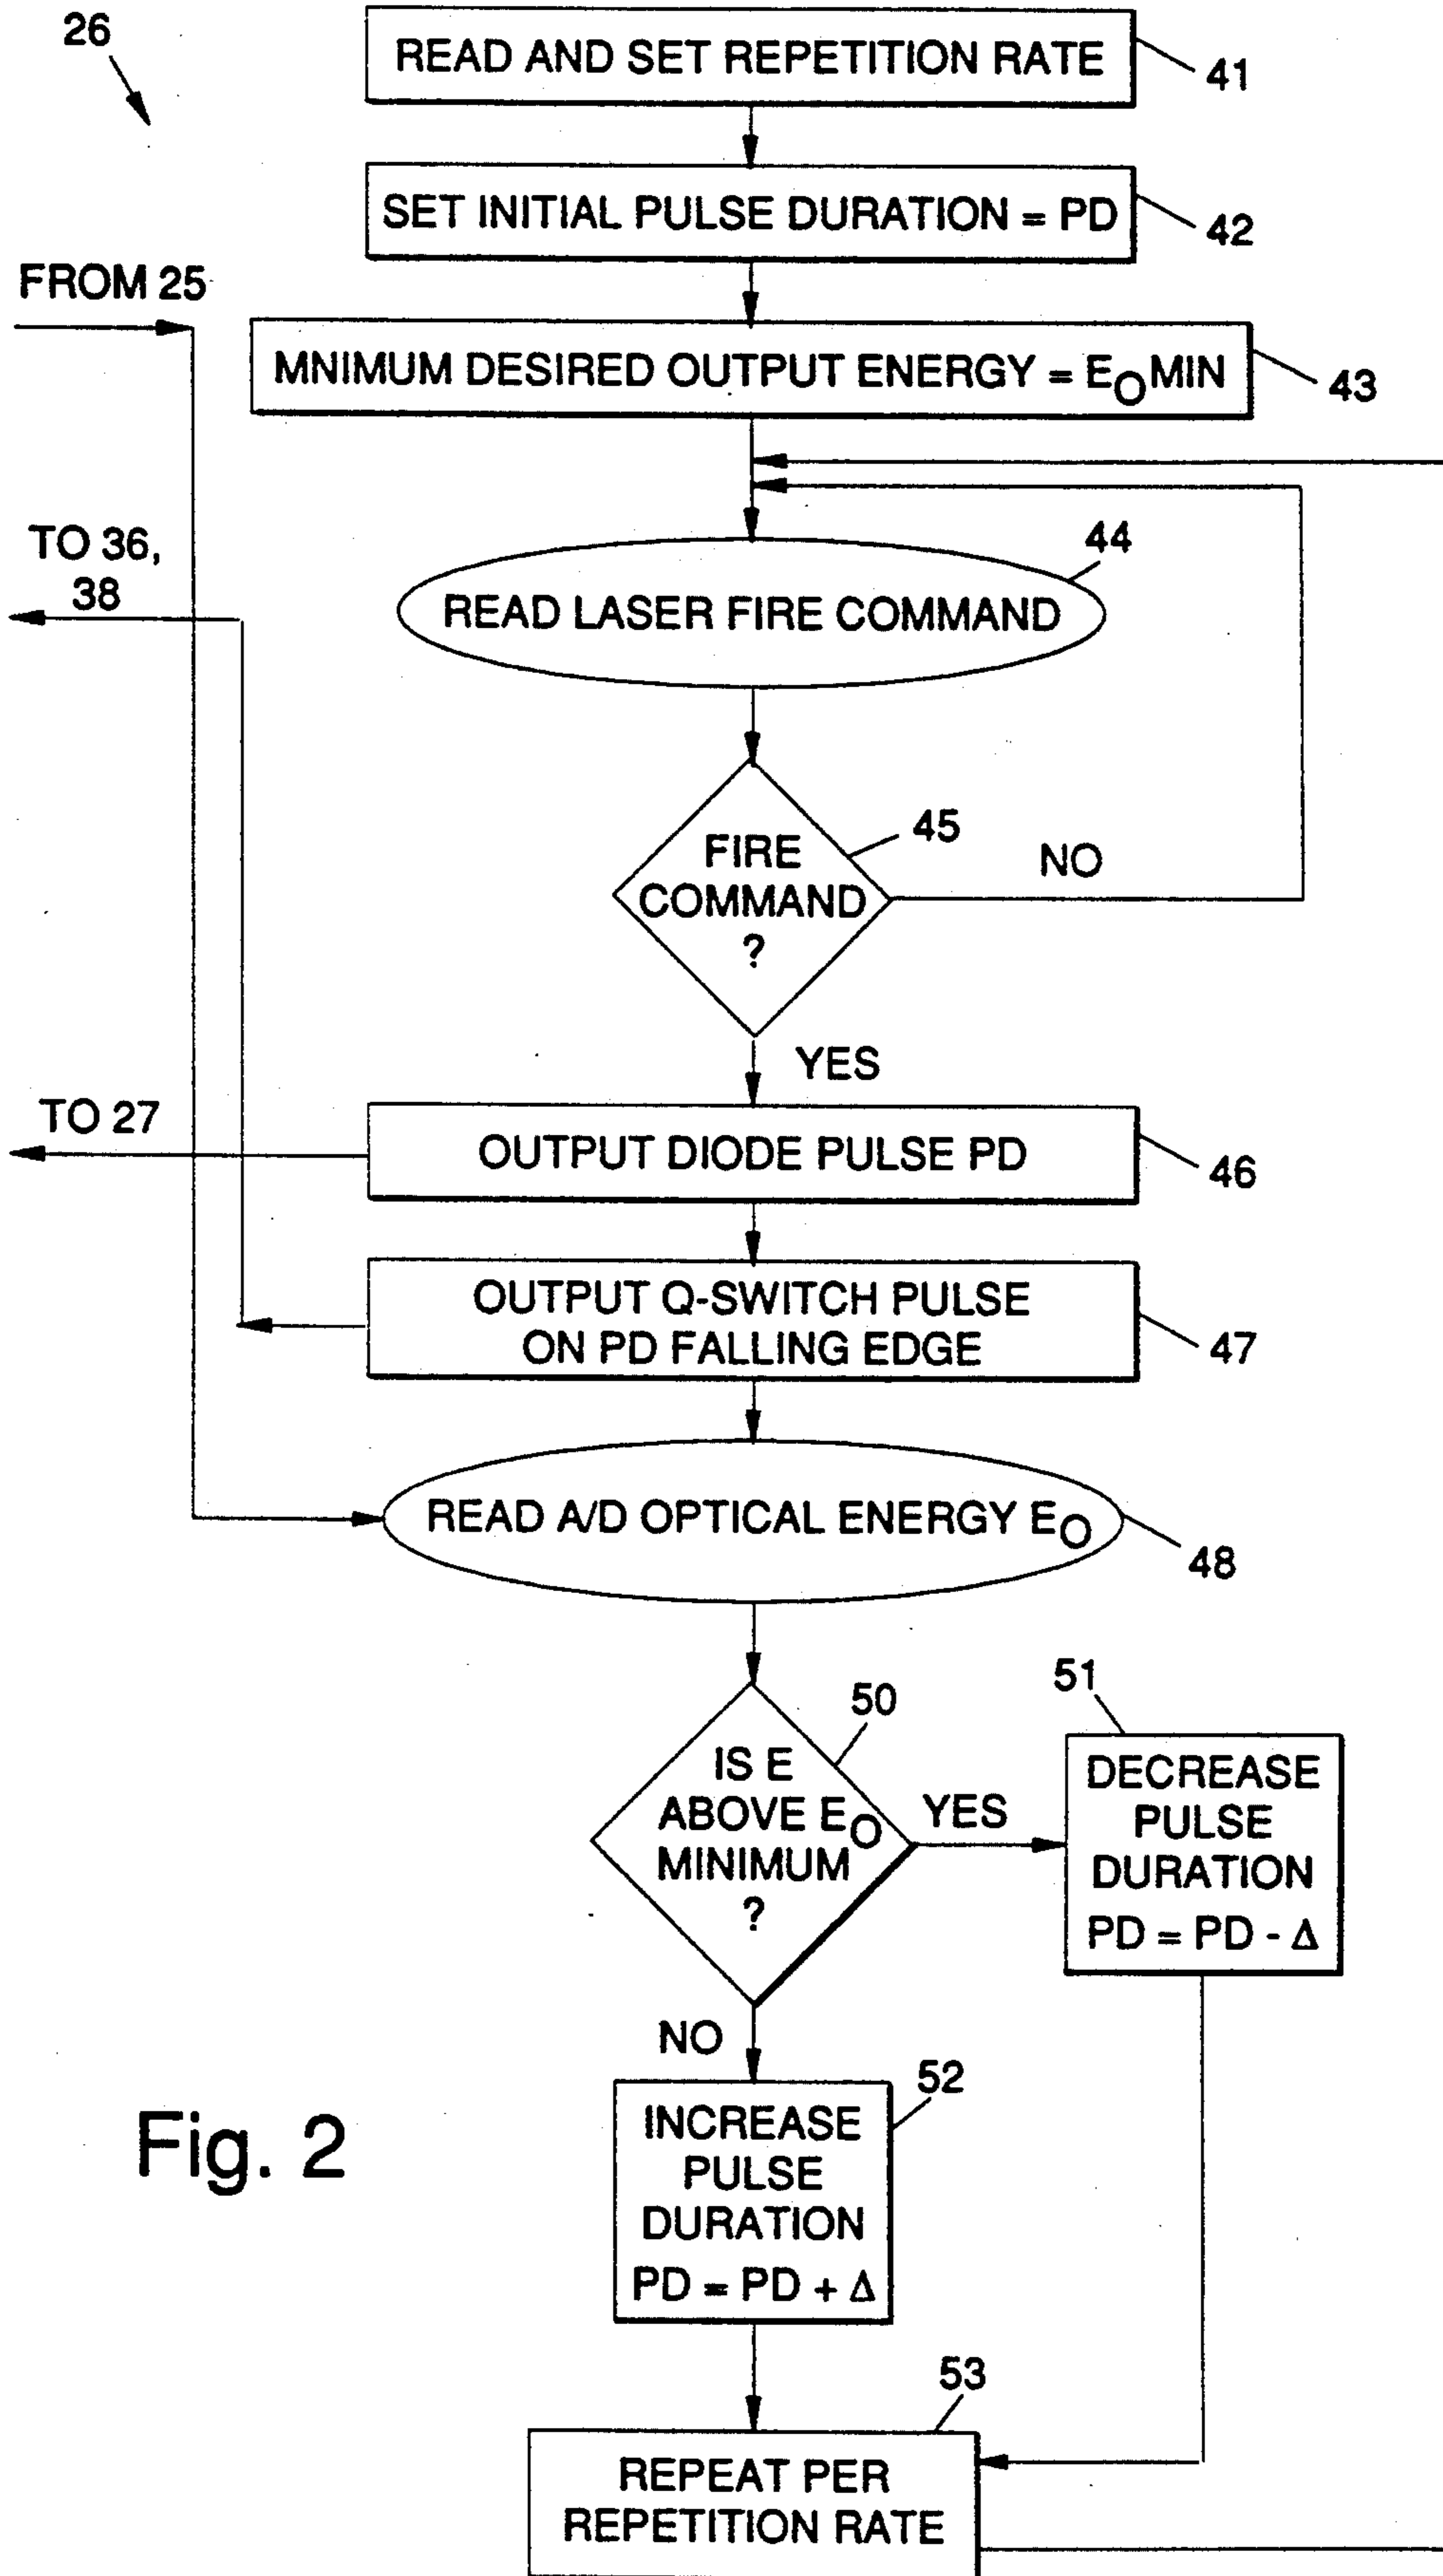 26
READ AND SET REPETITION RATE
41
SET INITIAL PULSE DURATION = PD
42
FROM 25
MNIMUM DESIRED OUTPUT ENERGY = EO MIN
43
TO 36,
38
44
READ LASER FIRE COMMAND
45
FIRE
COMMAND
?
NO
YES
TO 27
OUTPUT DIODE PULSE PD
46
OUTPUT Q-SWITCH PULSE
ON PD FALLING EDGE
47
READ A/D OPTICAL ENERGY EO
48
50
IS E
ABOVE EO
MINIMUM
?
YES
51
DECREASE
PULSE
DURATION
PD = PD - Δ
NO
52
INCREASE
PULSE
DURATION
PD = PD + Δ
Fig. 2
53
REPEAT PER
REPETITION RATE